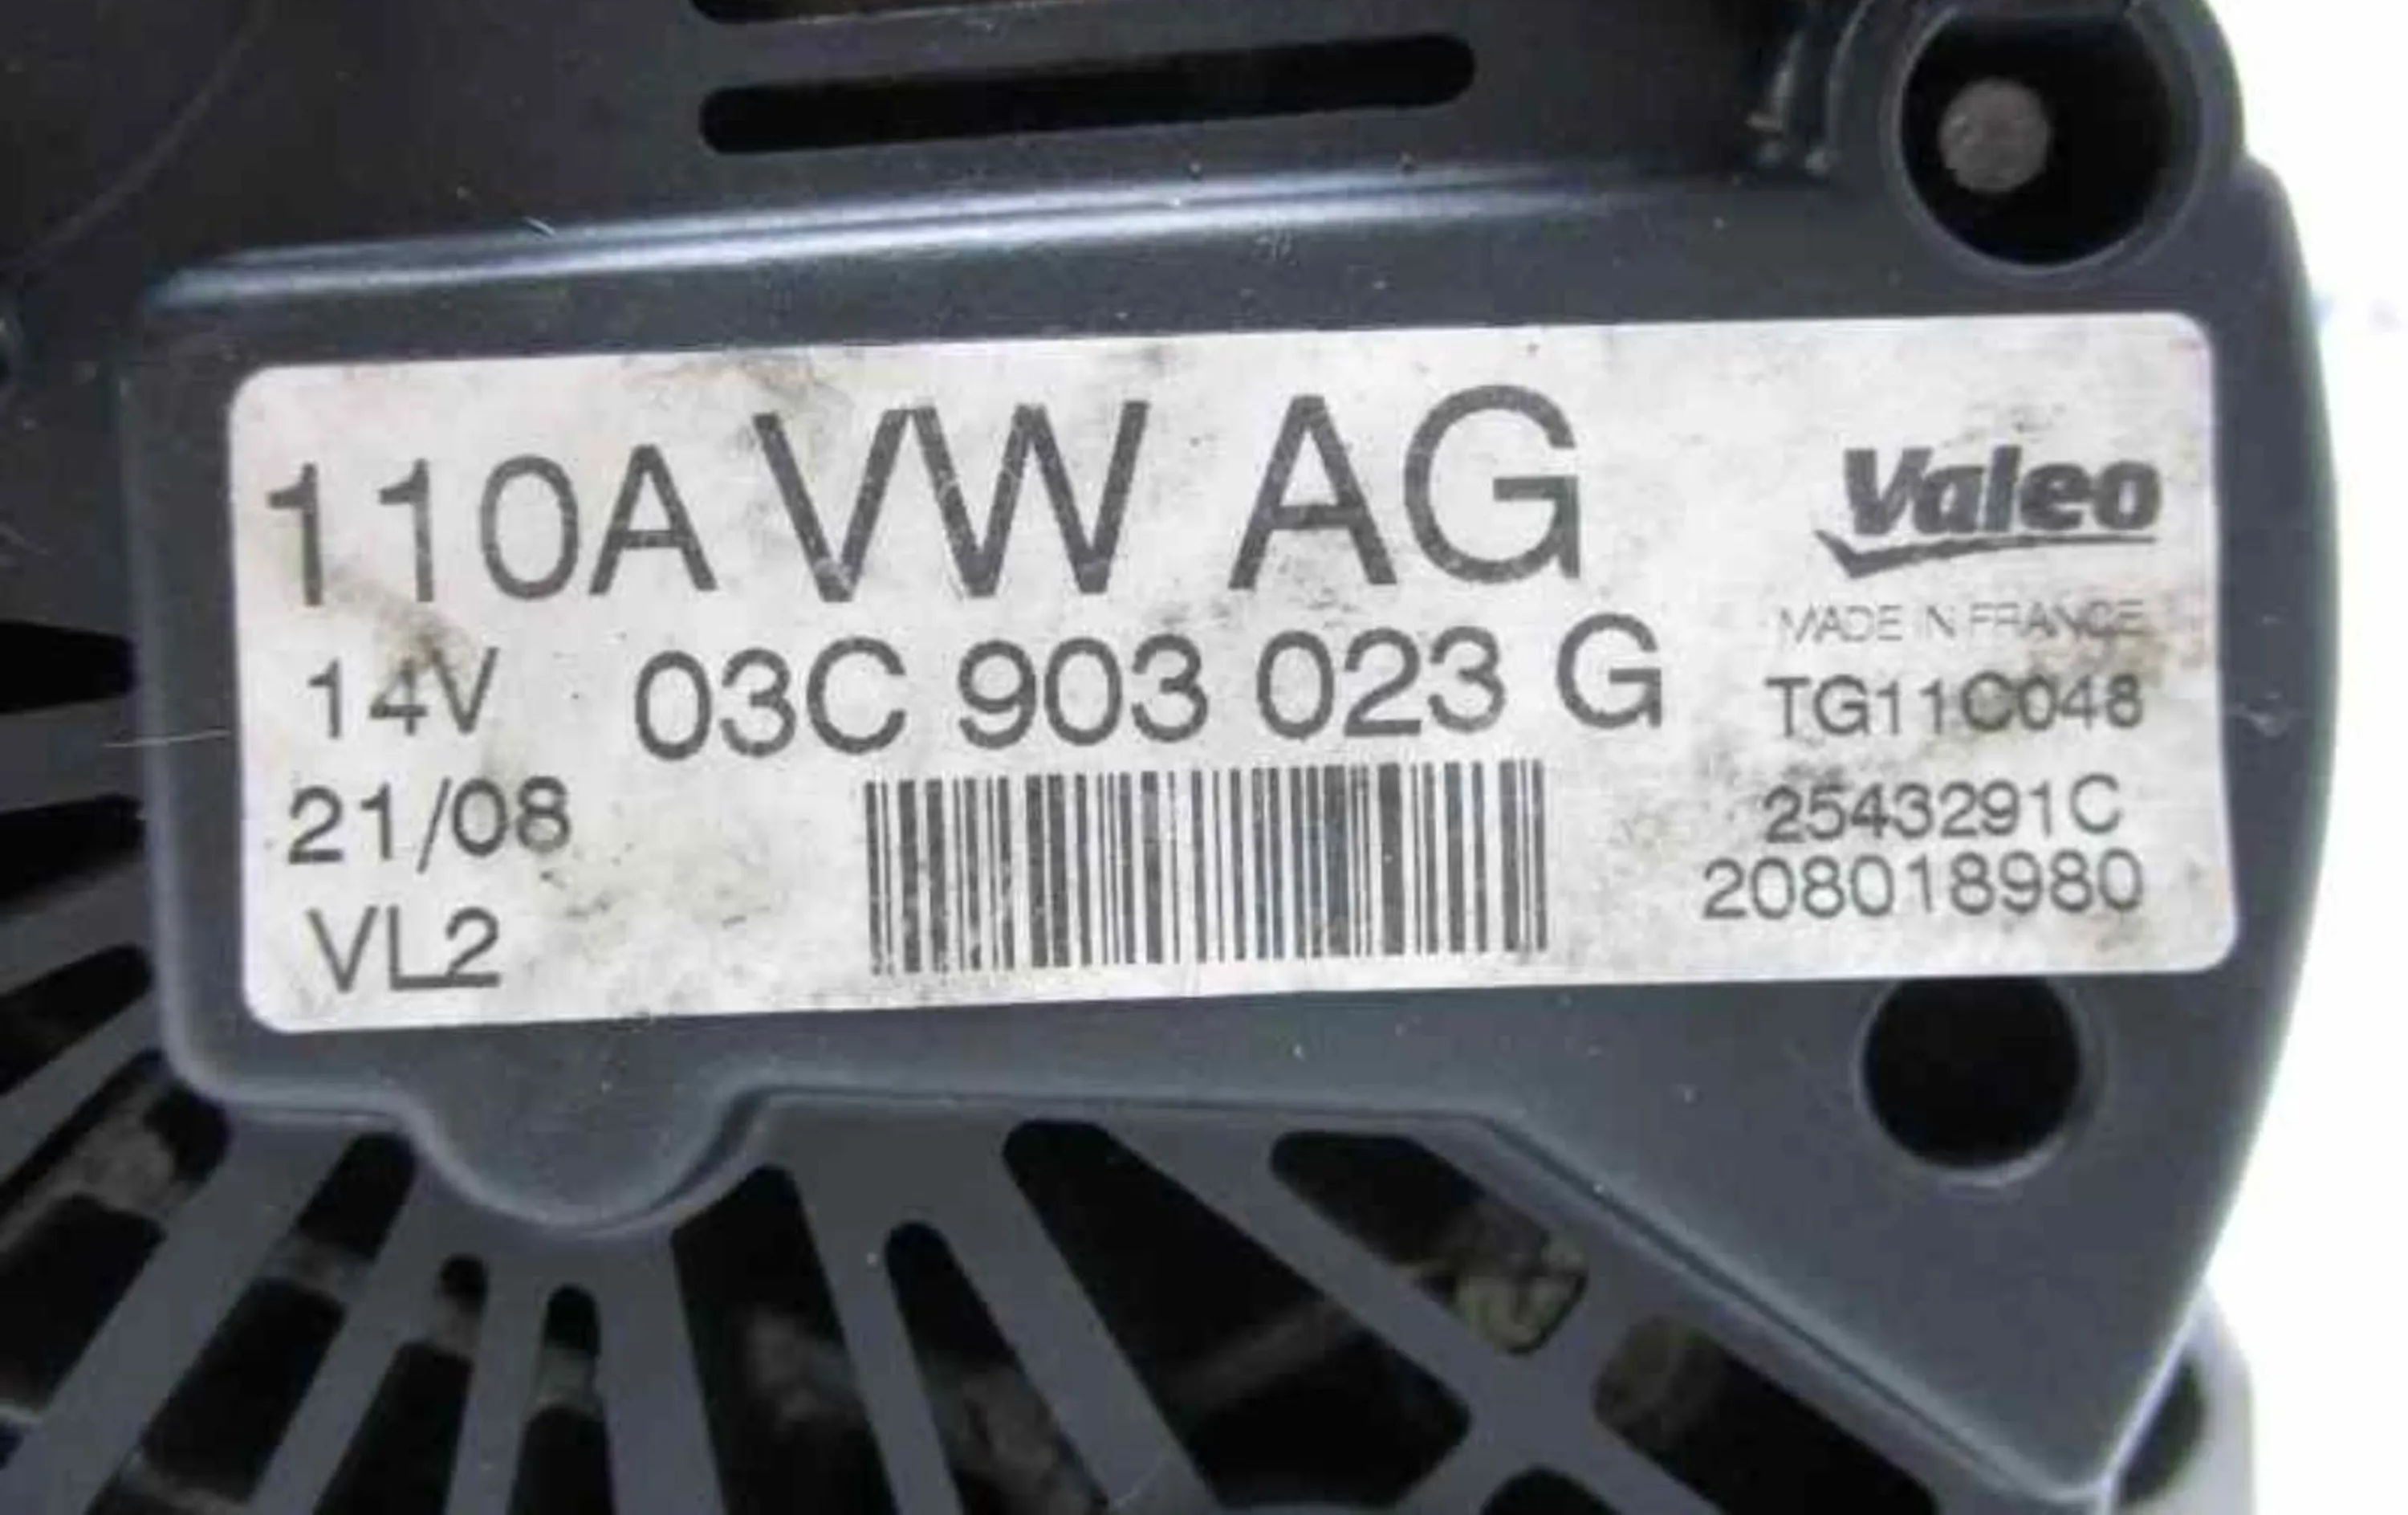 110A VW AG
14V 03C 903 023 G
21/08
VL2
Valeo
MADE IN FRANCE
TG11C048
2543291C
208018980